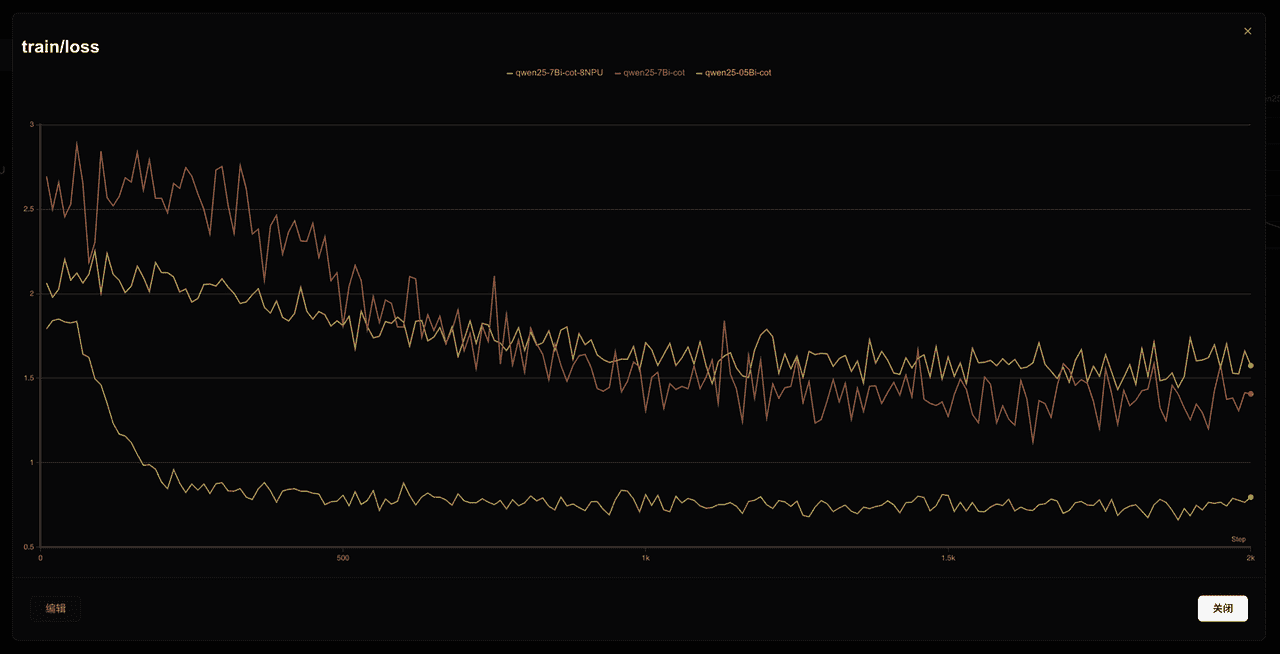 train/loss
×
qwen25-7Bi-cot-8NPU qwen25-7Bi-cot qwen25-05Bi-cot
3
2.5
2
1.5
1
0.5
Step
0 500 1k 1.5k 2k
编辑
关闭